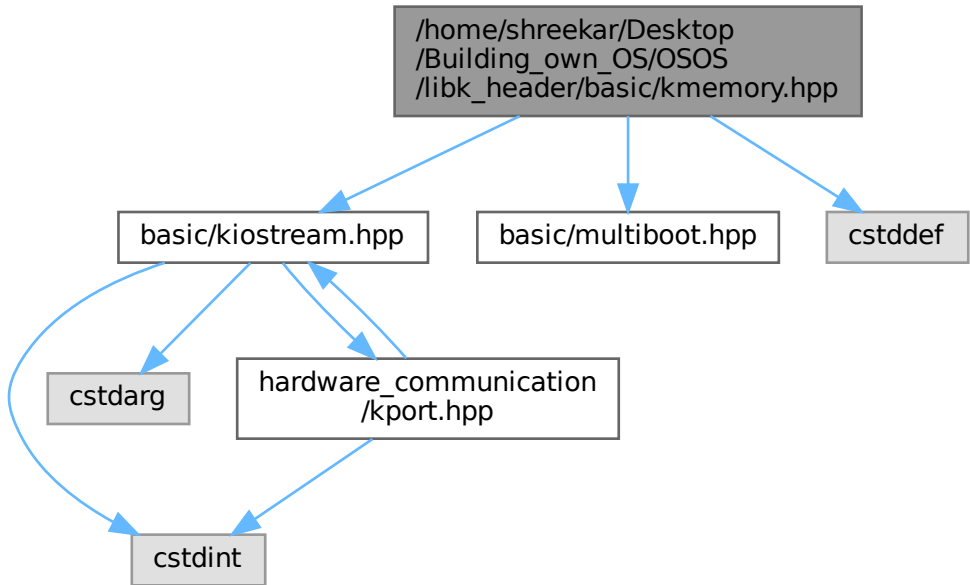 /home/shreekar/Desktop
/Building_own_OS/OSOS
/libk_header/basic/kmemory.hpp
basic/kiostream.hpp
basic/multiboot.hpp
cstddef
cstdarg
hardware_communication
/kport.hpp
cstdint